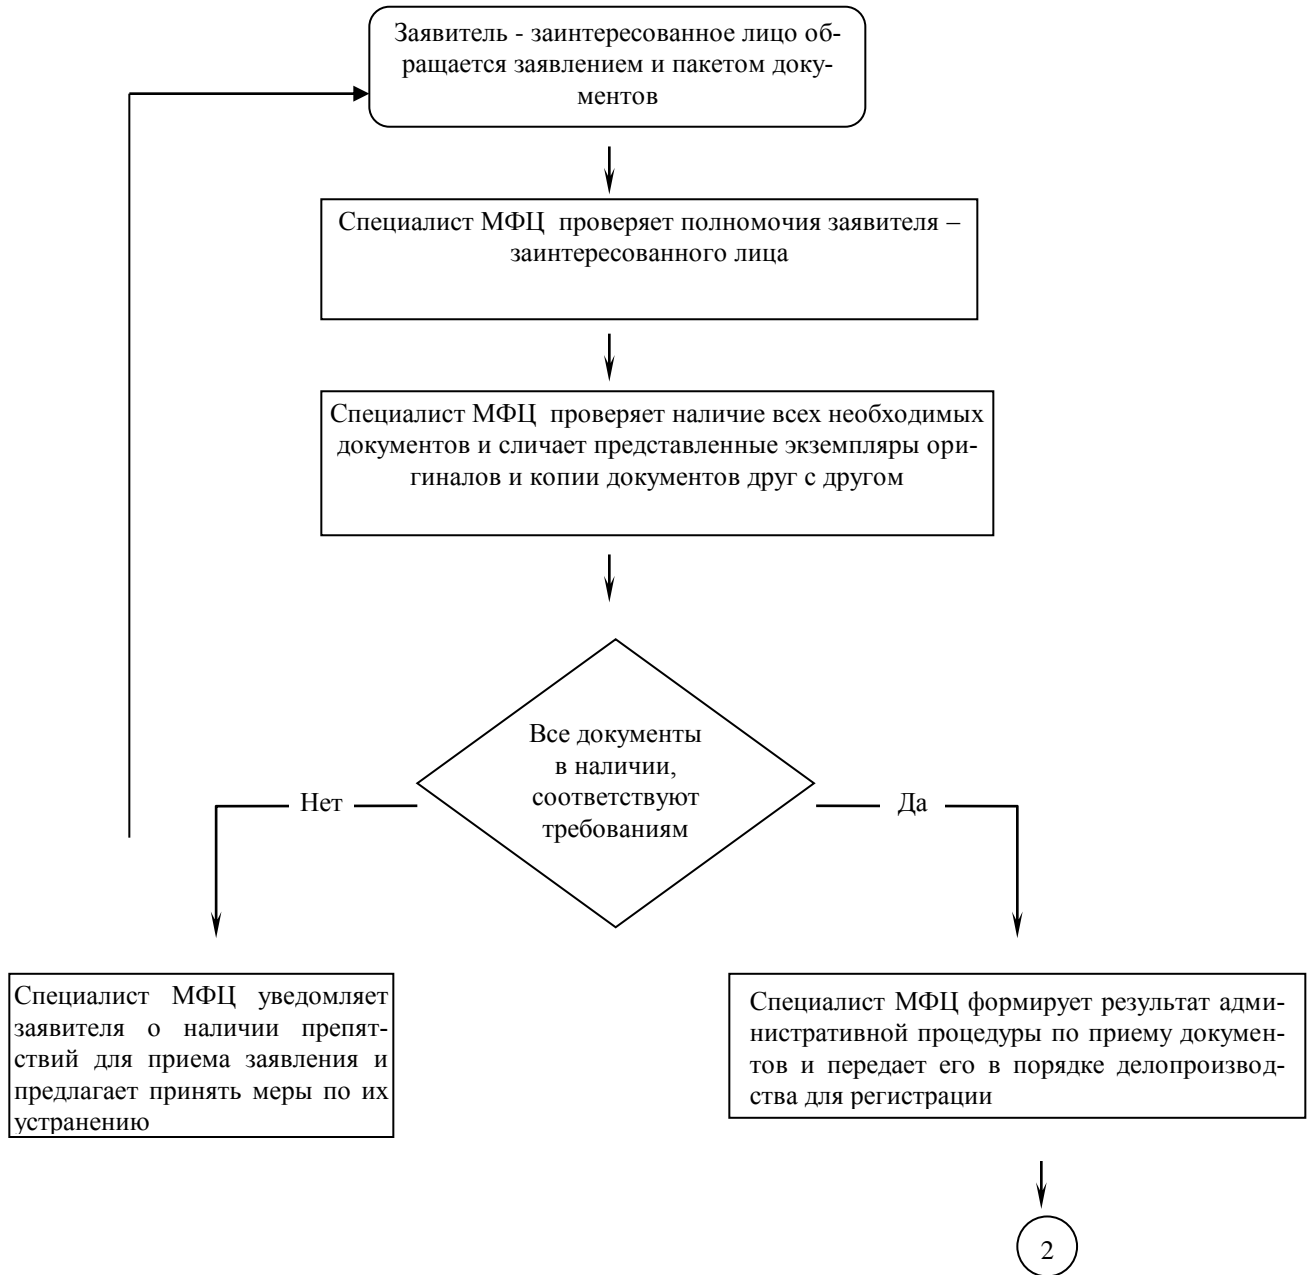 Заявитель - заинтересованное лицо об-
ращается заявлением и пакетом доку-
ментов
Специалист МФЦ проверяет полномочия заявителя –
заинтересованного лица
Специалист МФЦ проверяет наличие всех необходимых
документов и сличает представленные экземпляры ори-
гиналов и копии документов друг с другом
Все документы
в наличии,
соответствуют
требованиям
Нет
Да
Специалист МФЦ уведомляет
заявителя о наличии препят-
ствий для приема заявления и
предлагает принять меры по их
устранению
Специалист МФЦ формирует результат адми-
нистративной процедуры по приему докумен-
тов и передает его в порядке делопроизвод-
ства для регистрации
2